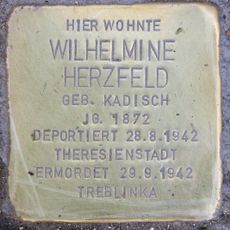 HIER WOHNTE
WILHELMINE
HERZFELD
GEB. KADISCH
JG. 1872
DEPORTIERT 28.8.1942
THERESIENSTADT
ERMORDET 29.9.1942
TREBLINKA